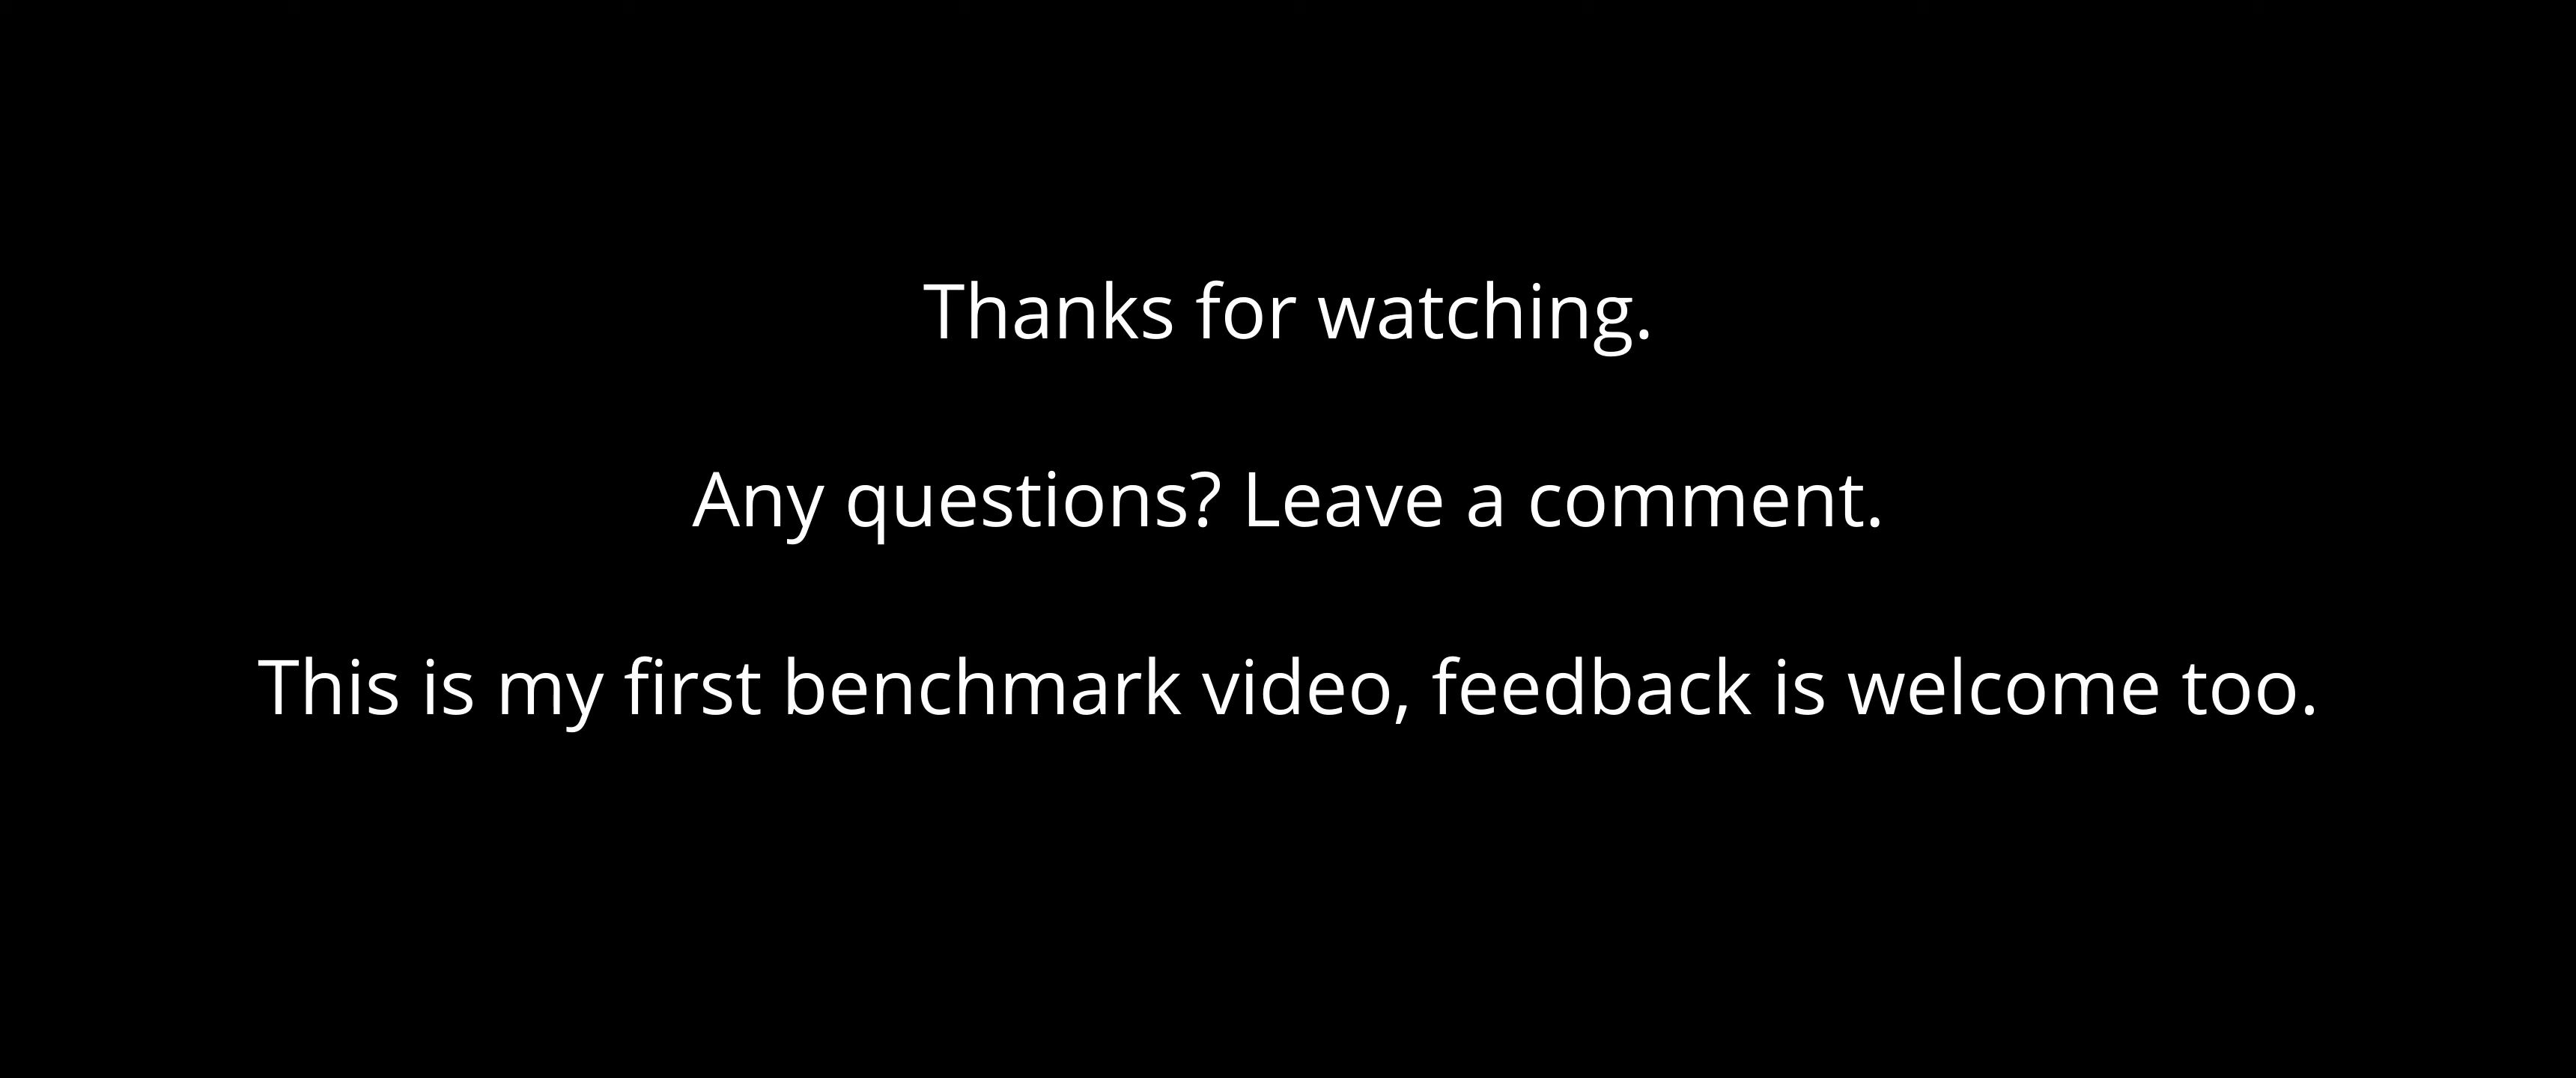 Thanks for watching.
Any questions? Leave a comment.
This is my first benchmark video, feedback is welcome too.